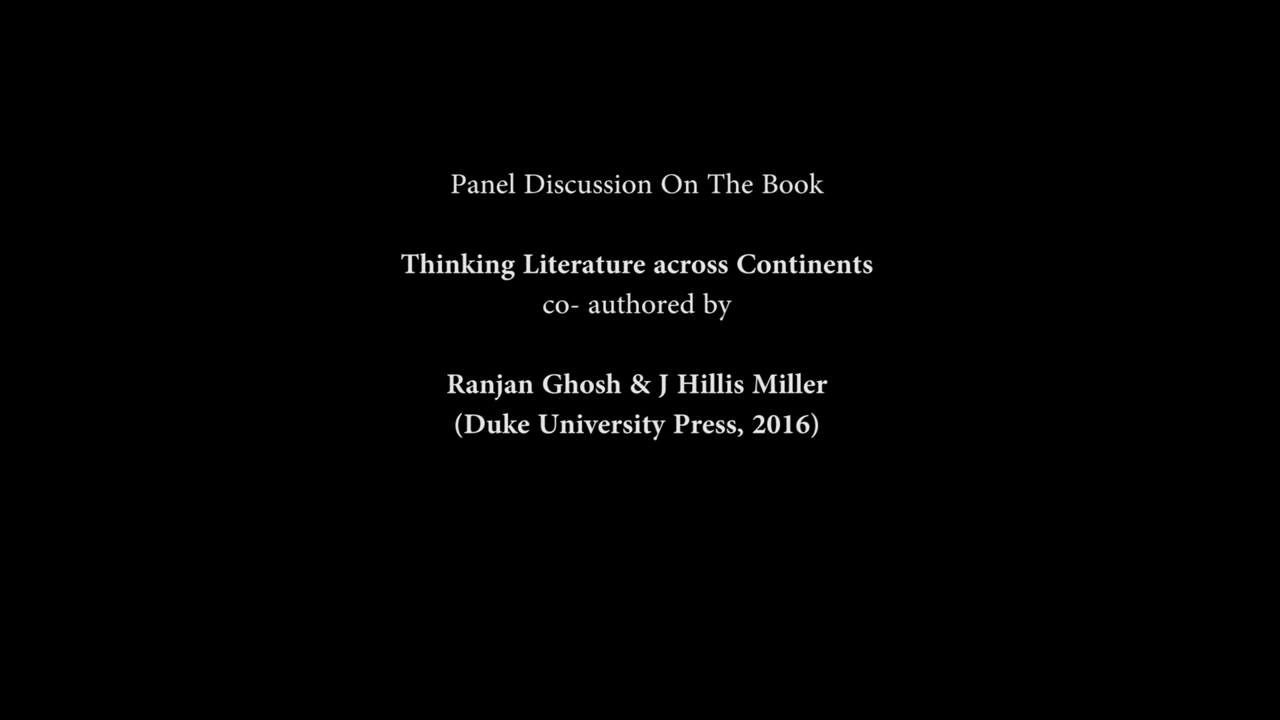 Panel Discussion On The Book
Thinking Literature across Continents
co- authored by
Ranjan Ghosh & J Hillis Miller
(Duke University Press, 2016)